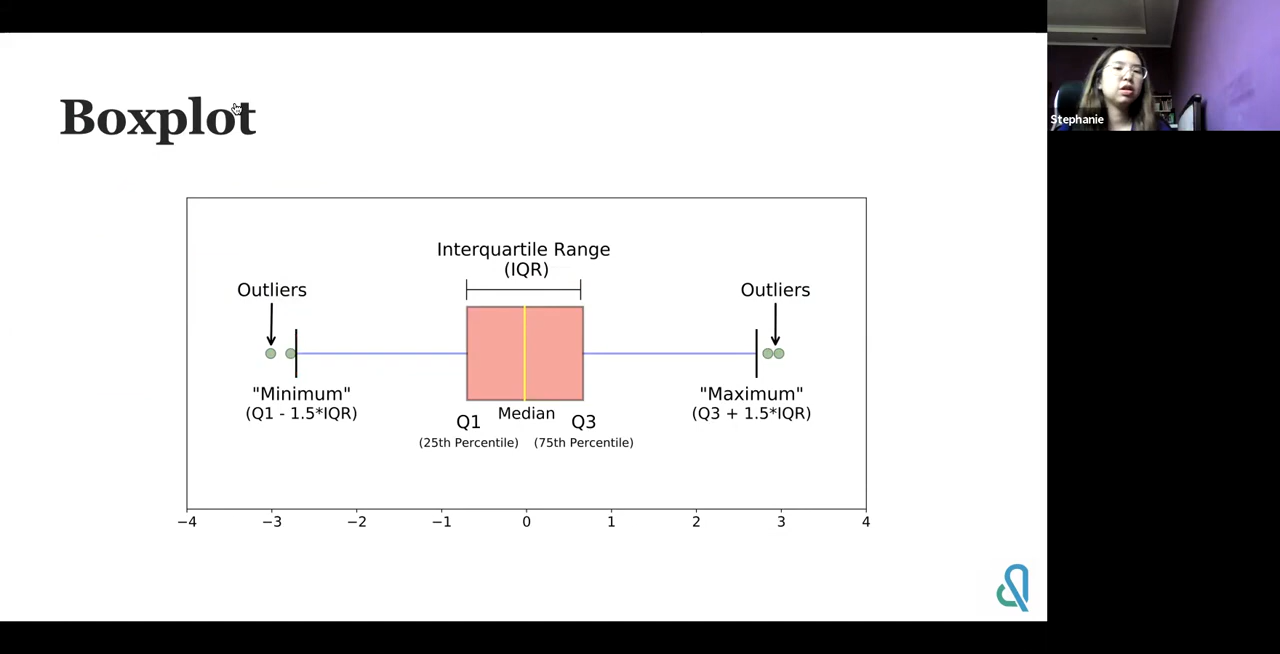 Boxplot
Stephanie
Interquartile Range
(IQR)
Outliers
Outliers
"Minimum"
(Q1 - 1.5*IQR)
"Maximum"
(Q3 + 1.5*IQR)
Median
Q1
Q3
(25th Percentile)
(75th Percentile)
−4 −3 −2 −1 0 1 2 3 4